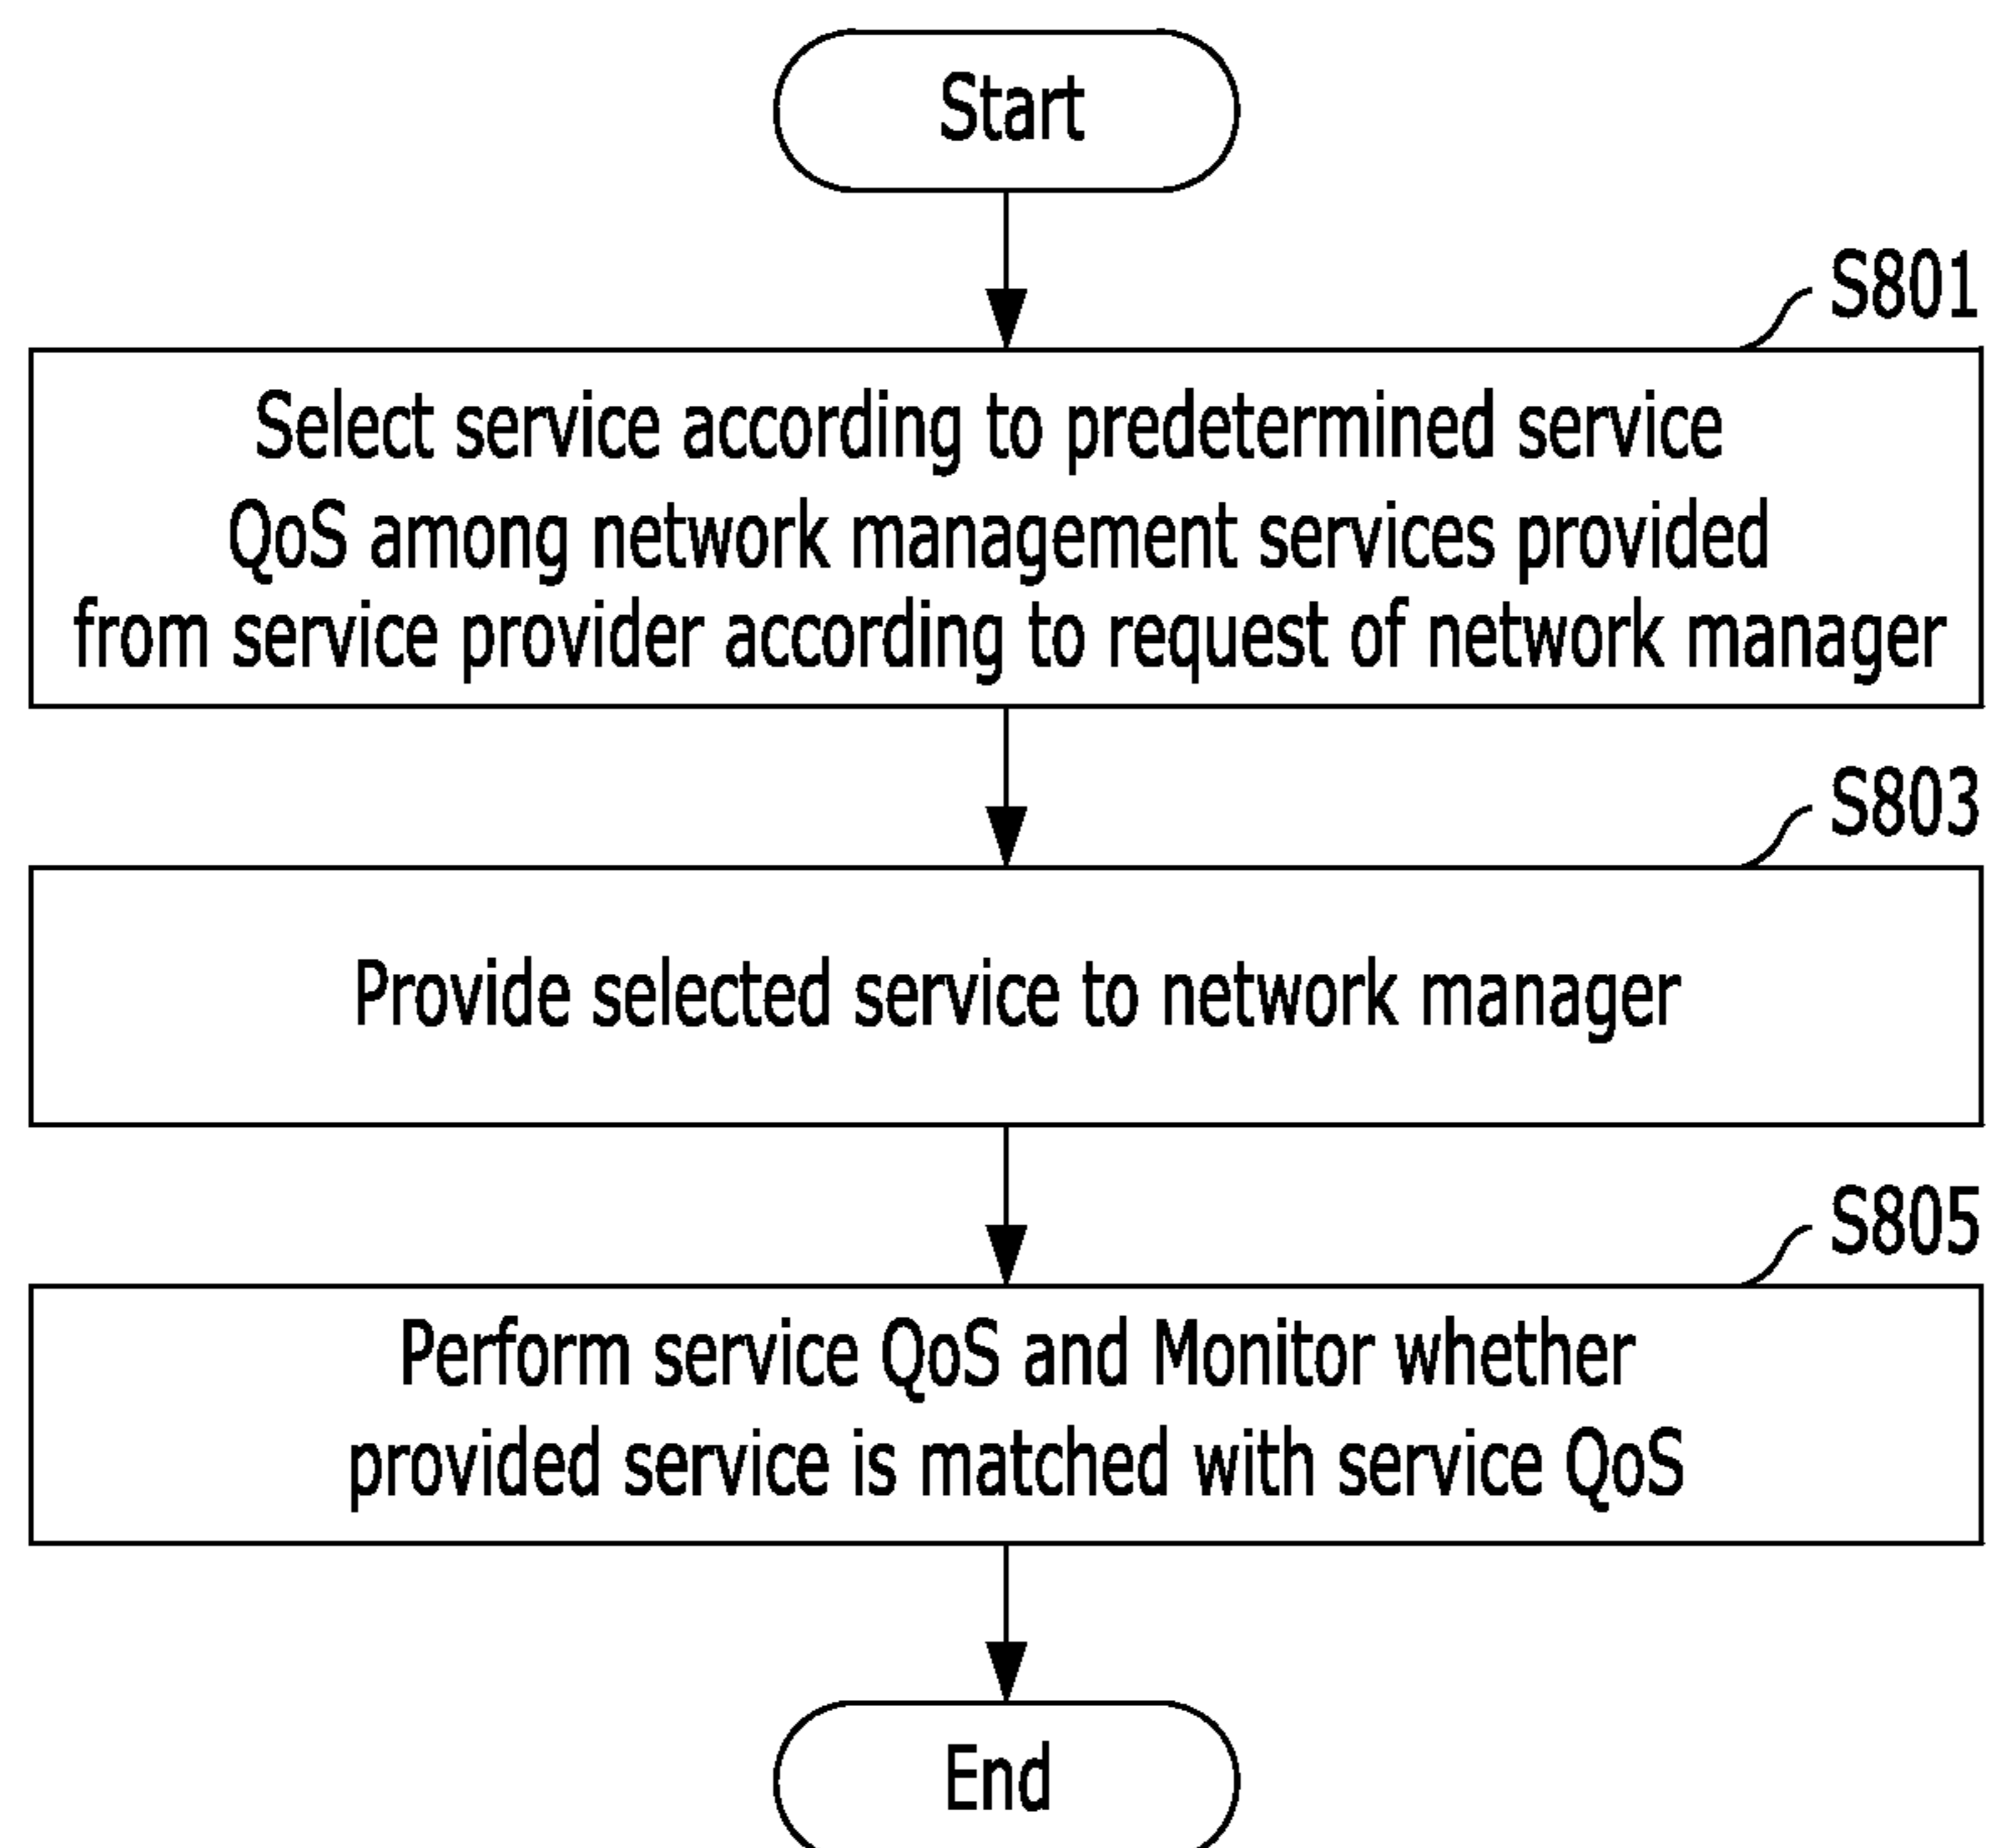 Start
S801
Select service according to predetermined service
QoS among network management services provided
from service provider according to request of network manager
S803
Provide selected service to network manager
S805
Perform service QoS and Monitor whether
provided service is matched with service QoS
End